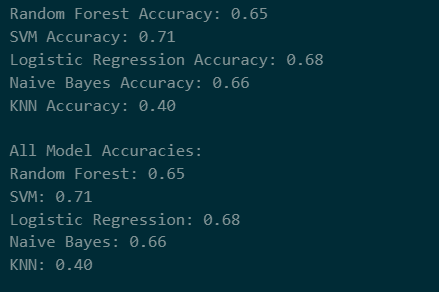 Random Forest Accuracy: 0.65
SVM Accuracy: 0.71
Logistic Regression Accuracy: 0.68
Naive Bayes Accuracy: 0.66
KNN Accuracy: 0.40
All Model Accuracies:
Random Forest: 0.65
SVM: 0.71
Logistic Regression: 0.68
Naive Bayes: 0.66
KNN: 0.40